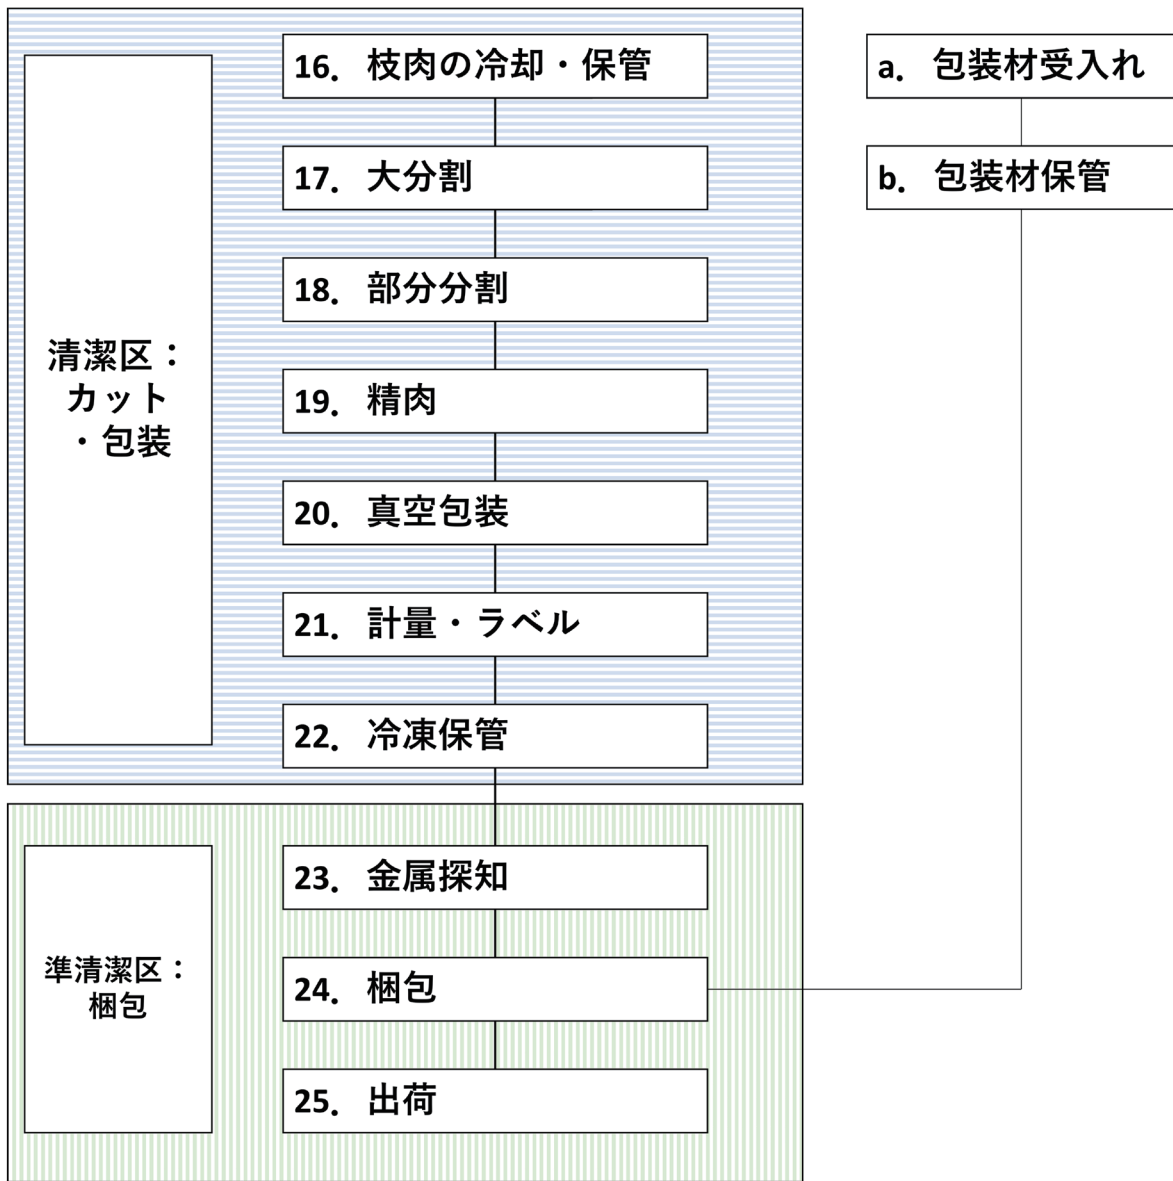 清潔区：
カット
・包装
16. 枝肉の冷却・保管
17. 大分割
18. 部分分割
19. 精肉
20. 真空包装
21. 計量・ラベル
22. 冷凍保管
準清潔区：
梱包
23. 金属探知
24. 梱包
25. 出荷
a. 包装材受入れ
b. 包装材保管